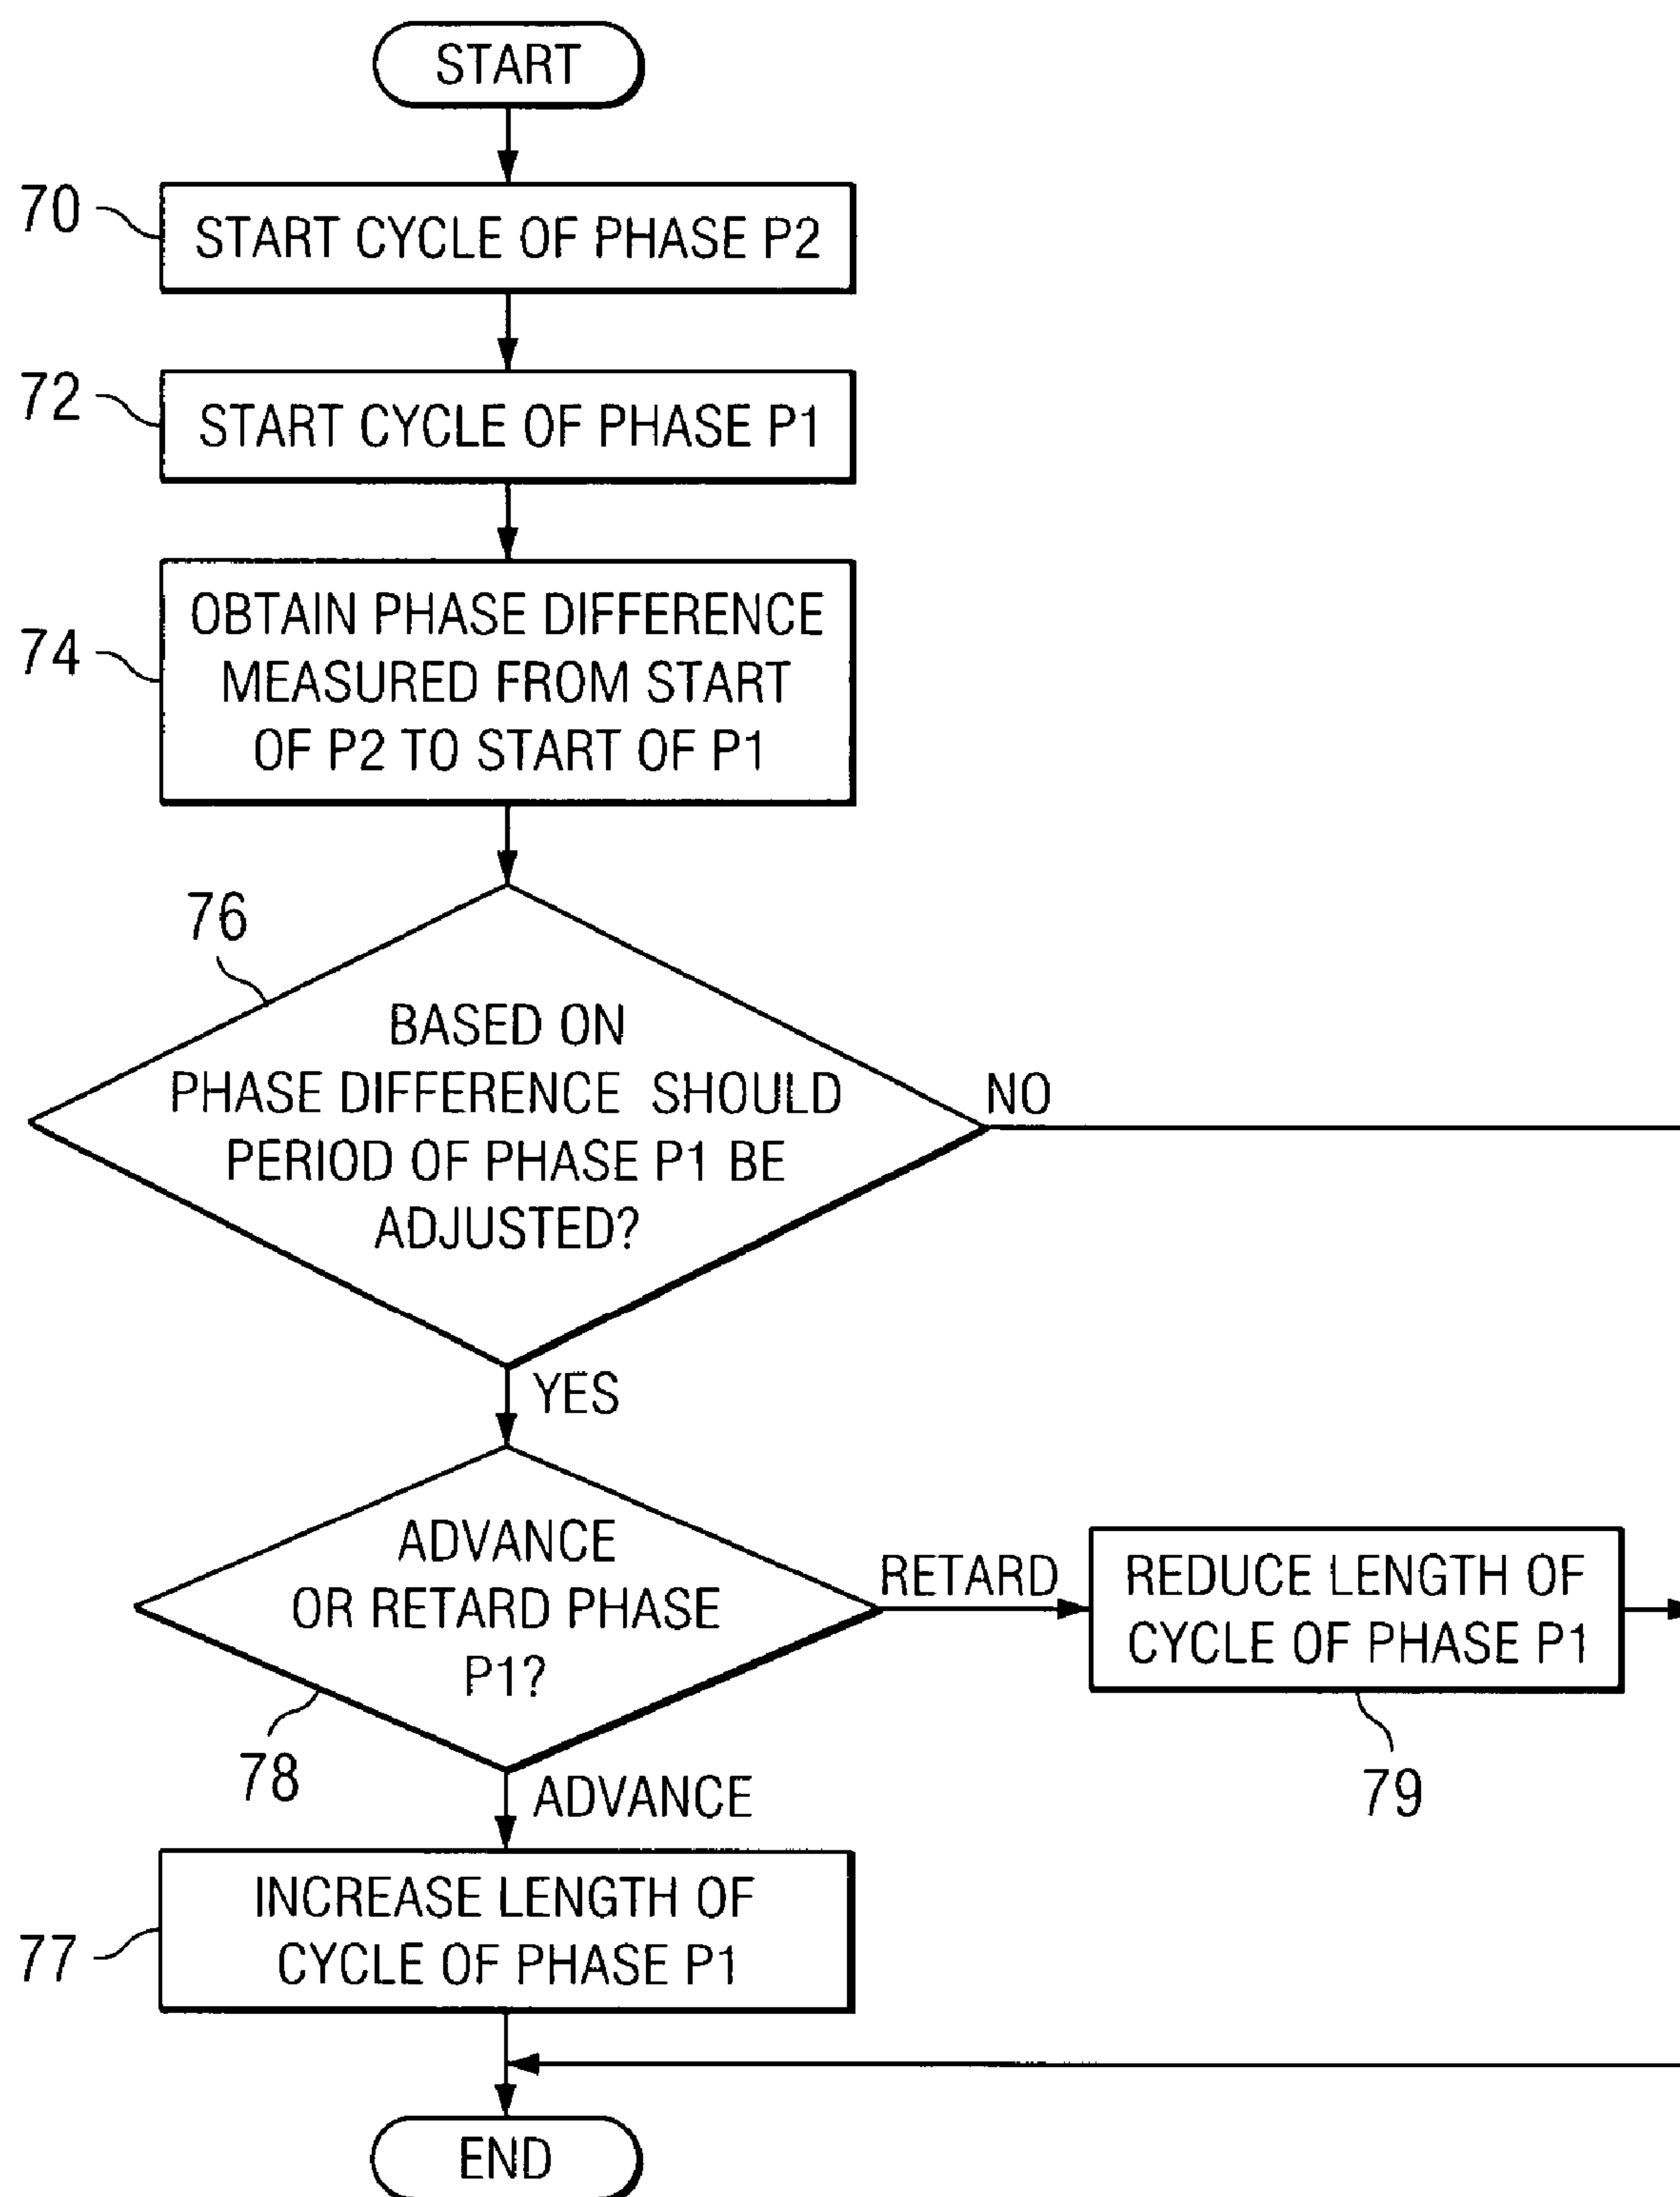 START
70
START CYCLE OF PHASE P2
72
START CYCLE OF PHASE P1
74
OBTAIN PHASE DIFFERENCE
MEASURED FROM START
OF P2 TO START OF P1
76
BASED ON
PHASE DIFFERENCE SHOULD
PERIOD OF PHASE P1 BE
ADJUSTED?
NO
YES
ADVANCE
OR RETARD PHASE
P1?
78
RETARD
REDUCE LENGTH OF
CYCLE OF PHASE P1
79
ADVANCE
77
INCREASE LENGTH OF
CYCLE OF PHASE P1
END